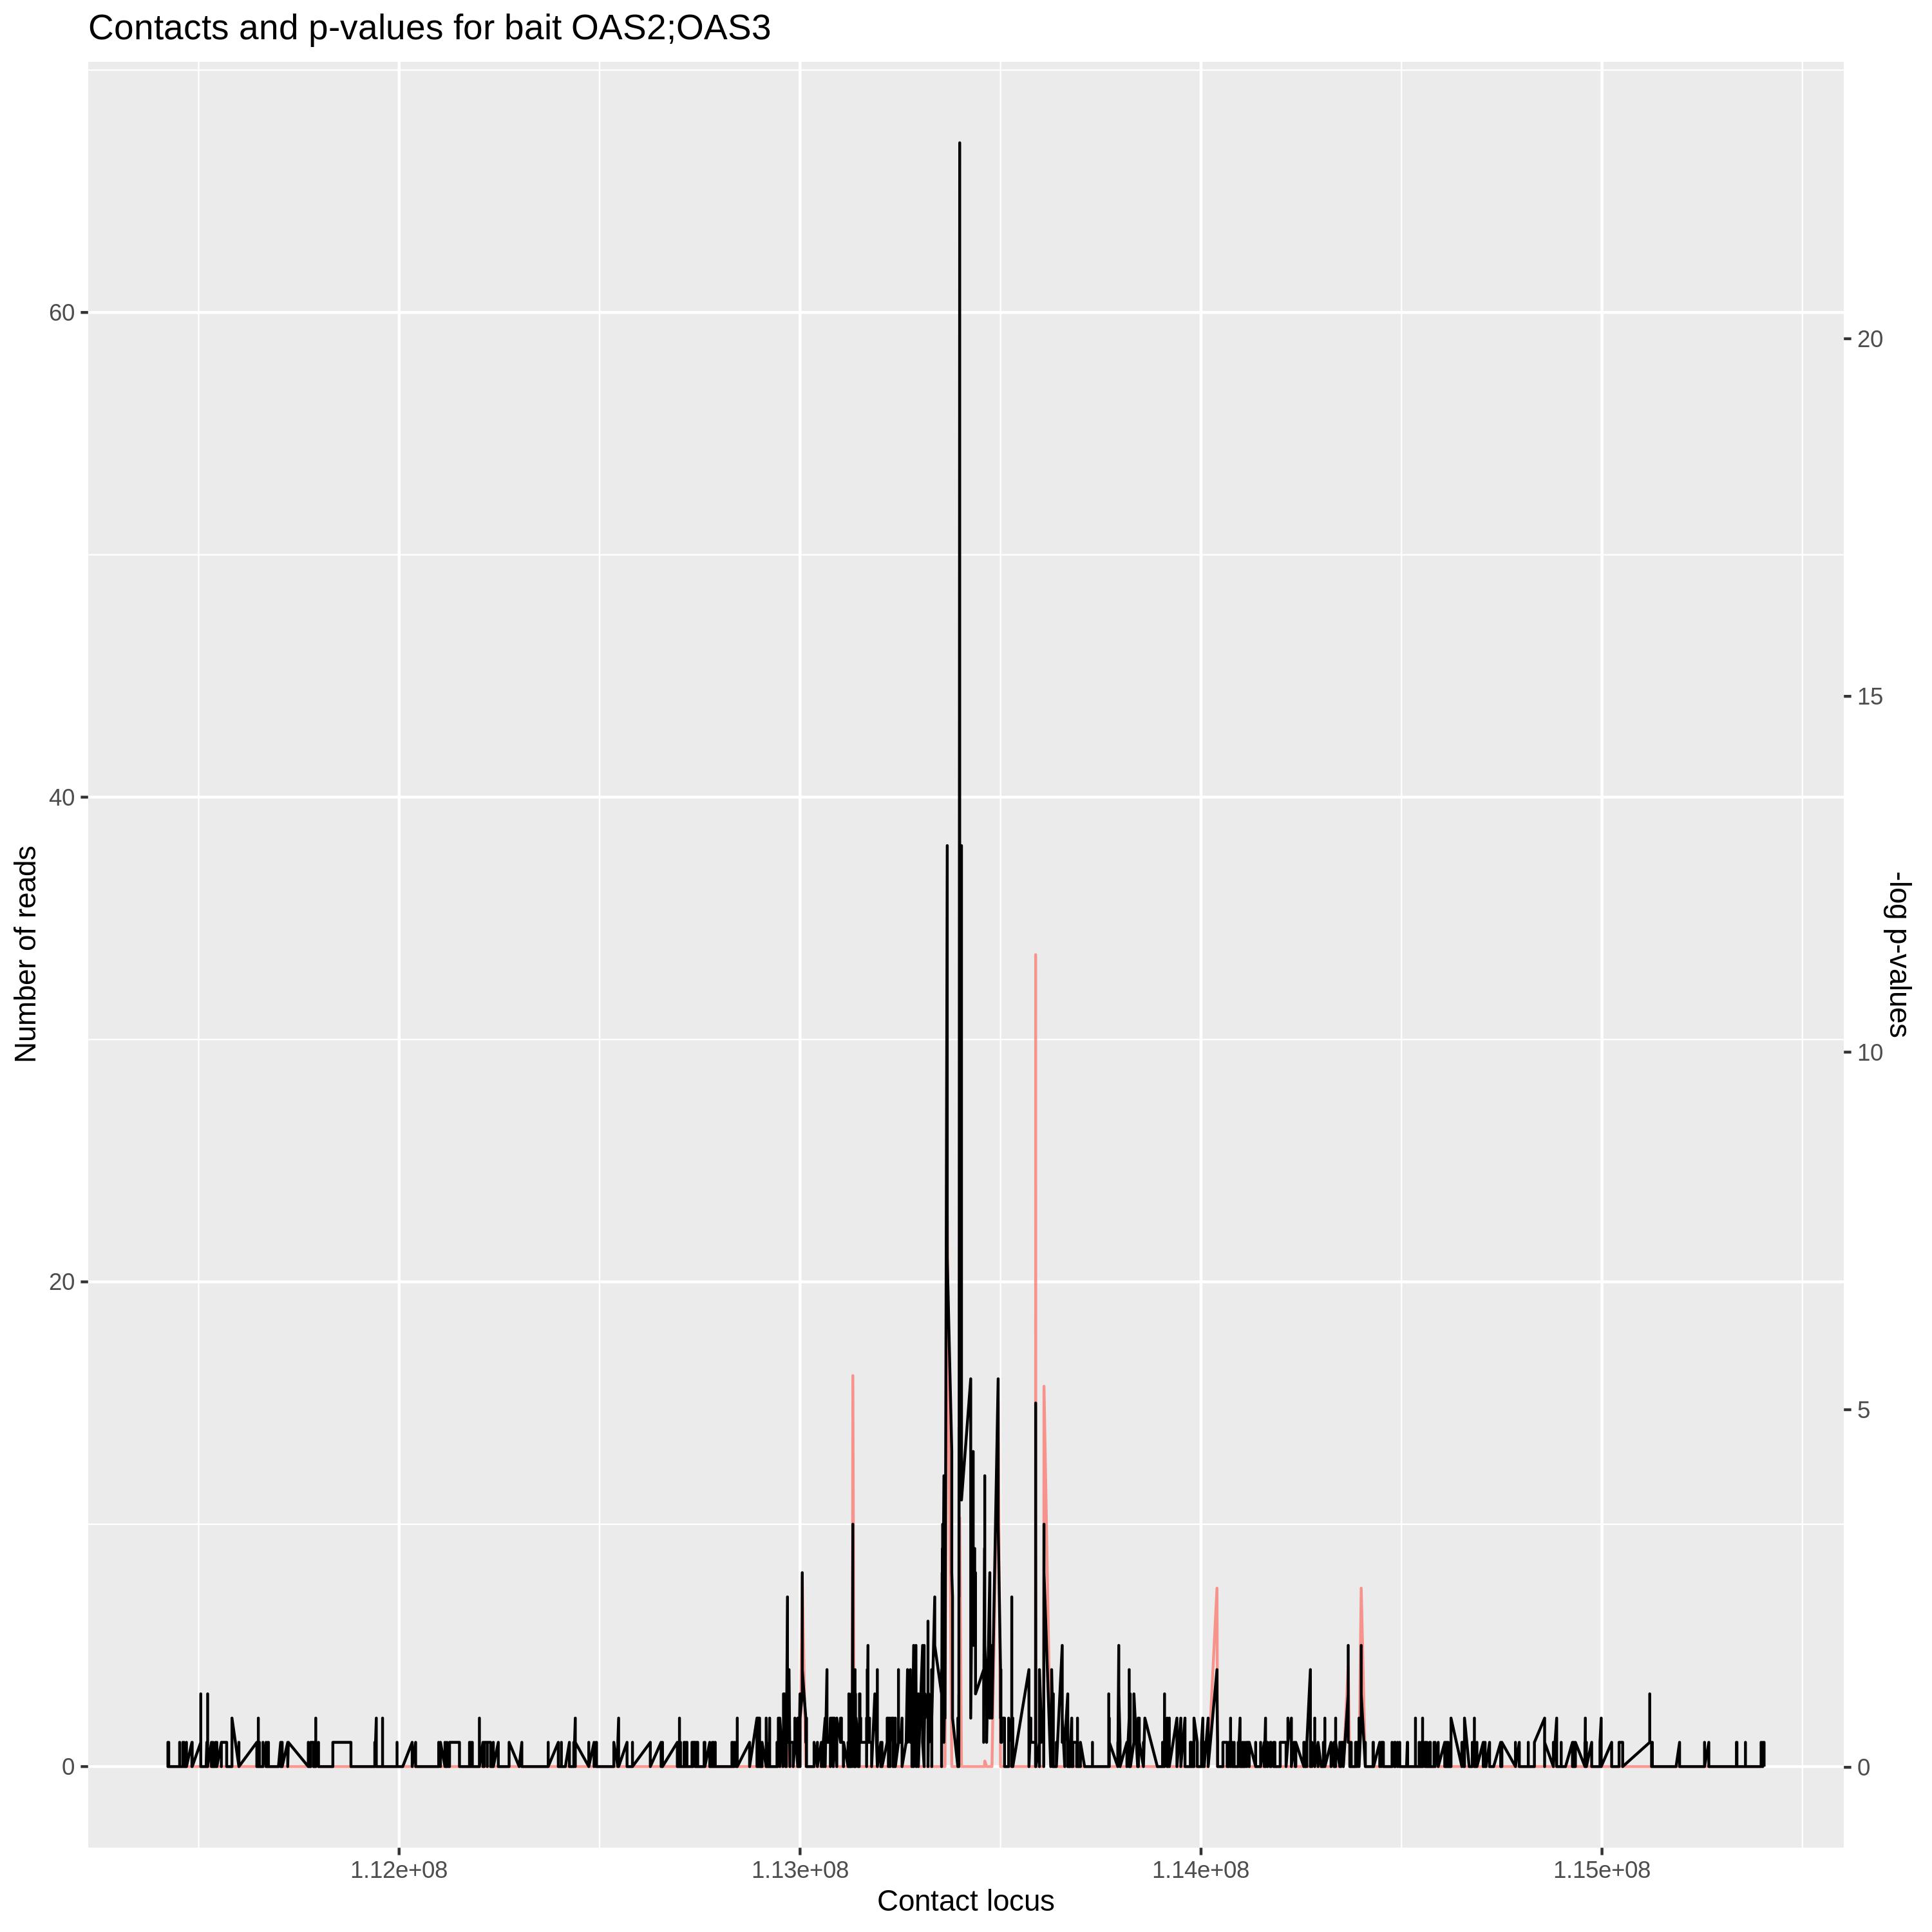 Contacts and p-values for bait OAS2;OAS3
60
40
20
0
Number of reads
20
15
10
5
0
-log p-values
1.12e+08
1.13e+08
1.14e+08
1.15e+08
Contact locus